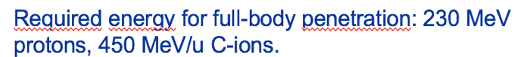 Required energy for full-body penetration: 230 MeV
protons, 450 MeV/u C-ions.